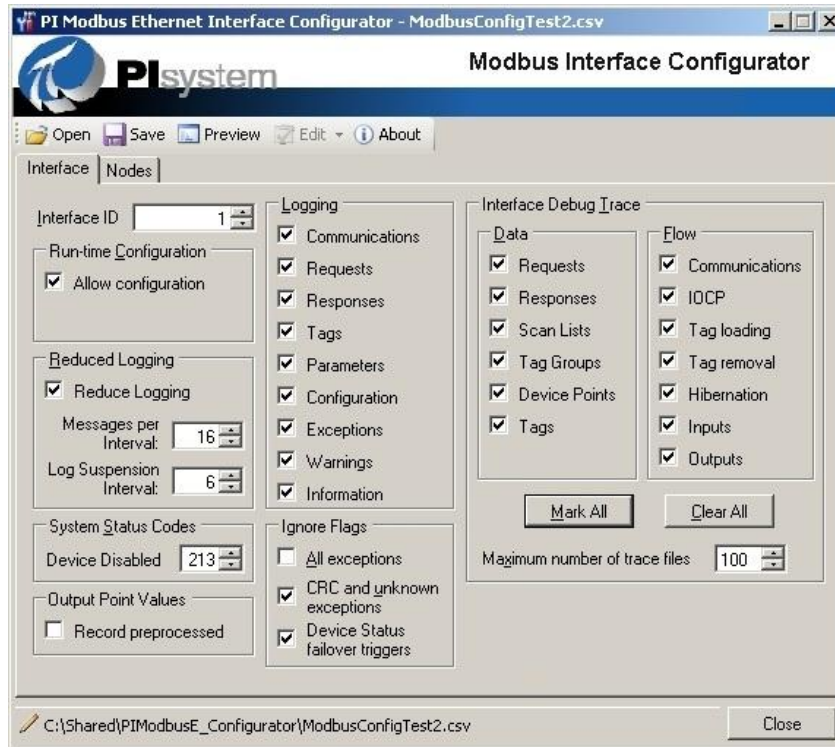 PI Modbus Ethernet Interface Configurator - ModbusConfigTest2.csv
PIsystem
Modbus Interface Configurator
Open Save Preview Edit About
Interface Nodes
Interface ID 1
Run-time Configuration
Allow configuration
Reduced Logging
Reduce Logging
Messages per
Interval: 16
Log Suspension
Interval: 6
System Status Codes
Device Disabled 213
Output Point Values
Record preprocessed
Logging
Communications
Requests
Responses
Tags
Parameters
Configuration
Exceptions
Warnings
Information
Ignore Flags
All exceptions
CRC and unknown
exceptions
Device Status
failover triggers
Interface Debug Trace
Data
Requests
Responses
Scan Lists
Tag Groups
Device Points
Tags
Flow
Communications
IOCP
Tag loading
Tag removal
Hibernation
Inputs
Outputs
Mark All Clear All
Maximum number of trace files 100
C:\Shared\PIModbusE_Configurator\ModbusConfigTest2.csv
Close